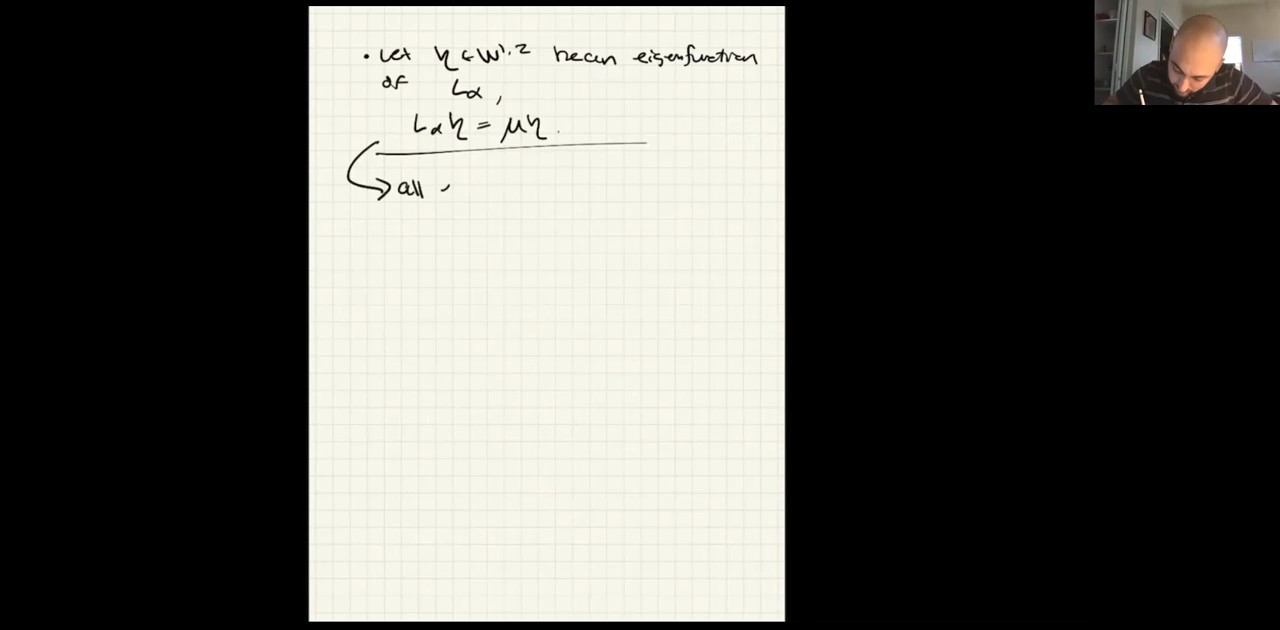 • Let η ∈ W^{1,2} be an eigenfunction
of L_α,
L_α η = μη.
→ all